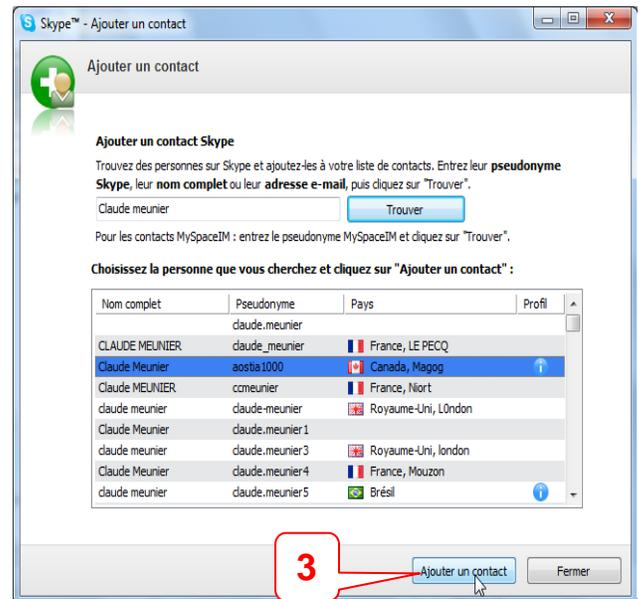 Skype™ - Ajouter un contact
Ajouter un contact
Ajouter un contact Skype
Trouvez des personnes sur Skype et ajoutez-les à votre liste de contacts. Entrez leur pseudonyme
Skype, leur nom complet ou leur adresse e-mail, puis cliquez sur "Trouver".
Claude meunier Trouver
Pour les contacts MySpaceIM : entrez le pseudonyme MySpaceIM et cliquez sur "Trouver".
Choisissez la personne que vous cherchez et cliquez sur "Ajouter un contact" :
Nom complet Pseudonyme Pays Profil
claude.meunier
CLAUDE MEUNIER claude_meunier France, LE PECQ
Claude Meunier aostia1000 Canada, Magog
Claude MEUNIER ccmeunier France, Niort
claude meunier claude-meunier Royaume-Uni, L0ndon
Claude Meunier claude.meunier1
claude meunier claude.meunier3 Royaume-Uni, london
Claude Meunier claude.meunier4 France, Mouzon
claude meunier claude.meunier5 Brésil
3
Ajouter un contact Fermer